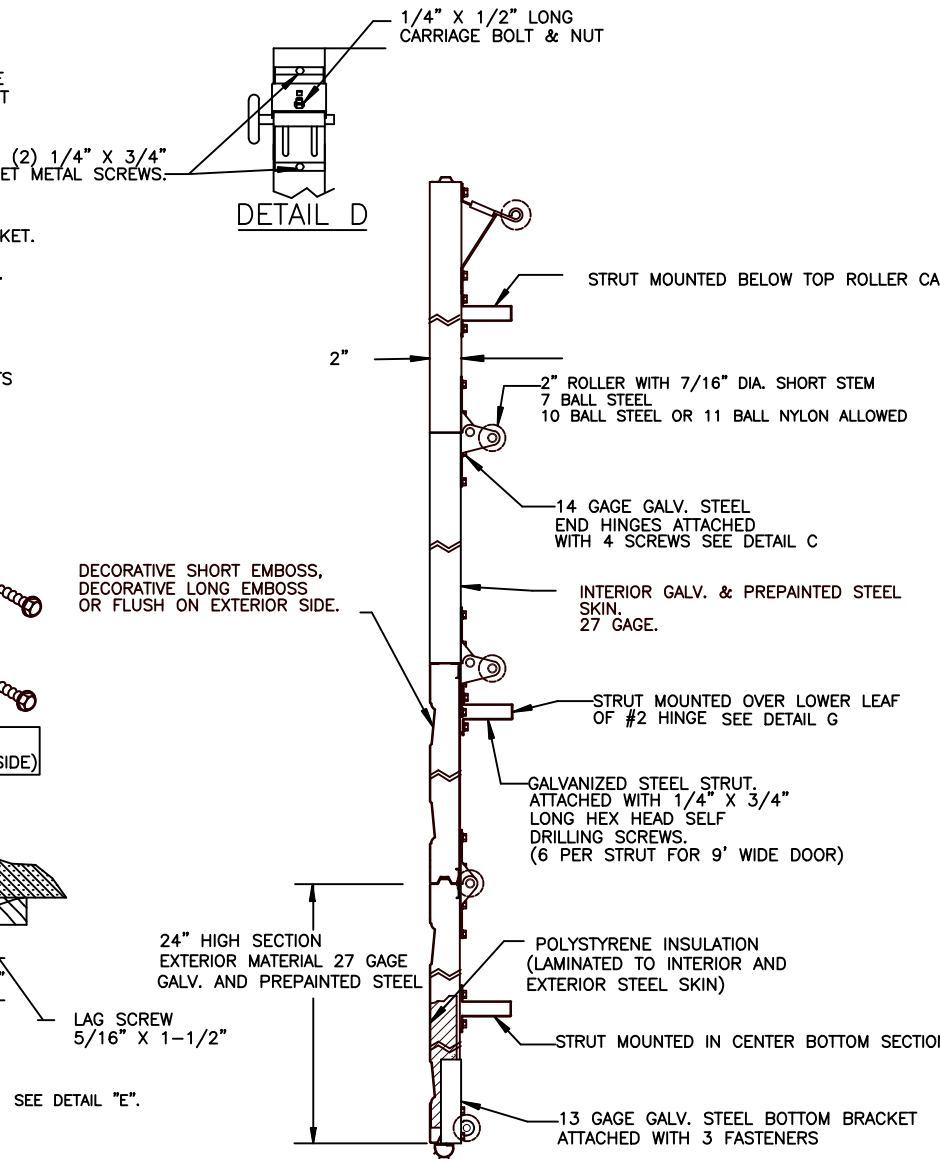 1/4" X 1/2" LONG
CARRIAGE BOLT & NUT
(2) 1/4" X 3/4"
METAL SCREWS.
DETAIL D
STRUT MOUNTED BELOW TOP ROLLER
2"
2" ROLLER WITH 7/16" DIA. SHORT STEM
7 BALL STEEL
10 BALL STEEL OR 11 BALL NYLON ALLOWED
14 GAGE GALV. STEEL
END HINGES ATTACHED
WITH 4 SCREWS SEE DETAIL C
DECORATIVE SHORT EMBOSS,
DECORATIVE LONG EMBOSS
OR FLUSH ON EXTERIOR SIDE.
INTERIOR GALV. & PREPAINTED STEEL
SKIN.
27 GAGE.
STRUT MOUNTED OVER LOWER LEAF
OF #2 HINGE SEE DETAIL G
SIDE)
GALVANIZED STEEL STRUT.
ATTACHED WITH 1/4" X 3/4"
LONG HEX HEAD SELF
DRILLING SCREWS.
(6 PER STRUT FOR 9' WIDE DOOR)
24" HIGH SECTION
EXTERIOR MATERIAL 27 GAGE
GALV. AND PREPAINTED STEEL
POLYSTYRENE INSULATION
(LAMINATED TO INTERIOR AND
EXTERIOR STEEL SKIN)
LAG SCREW
5/16" X 1-1/2"
STRUT MOUNTED IN CENTER BOTTOM SECTION
SEE DETAIL "E".
13 GAGE GALV. STEEL BOTTOM BRACKET
ATTACHED WITH 3 FASTENERS